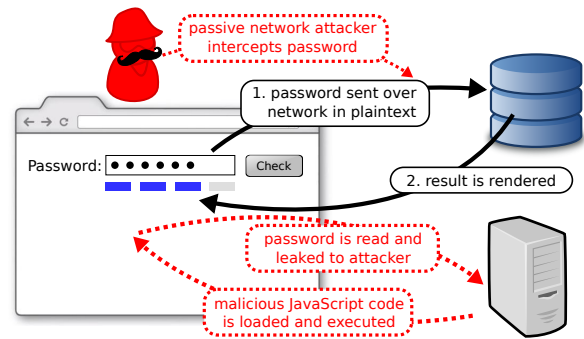 passive network attacker
intercepts password
1. password sent over
network in plaintext
Password:
Check
2. result is rendered
password is read and
leaked to attacker
malicious JavaScript code
is loaded and executed